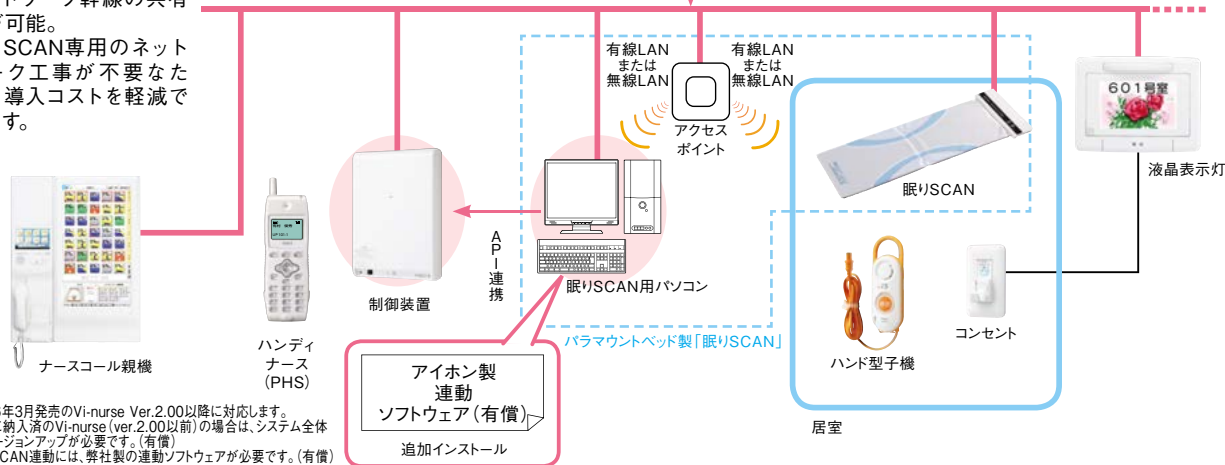 が可能。
SCAN専用のネット
ーク工事が不要なた
導入コストを軽減で
す。
有線LAN
または
無線LAN
有線LAN
または
無線LAN
アクセス
ポイント
601号室
液晶表示灯
眠りSCAN
API連携
制御装置
眠りSCAN用パソコン
コンセント
パラマウントベッド製「眠りSCAN」
ハンド型子機
ナースコール親機
ハンディ
ナース
(PHS)
アイホン製
連動
ソフトウェア(有償)
追加インストール
居室
年3月発売のVi-nurse Ver.2.00以降に対応します。
納入済のVi-nurse(ver.2.00以前)の場合は、システム全体
ージョンアップが必要です。(有償)
CAN連動には、弊社製の連動ソフトウェアが必要です。(有償)